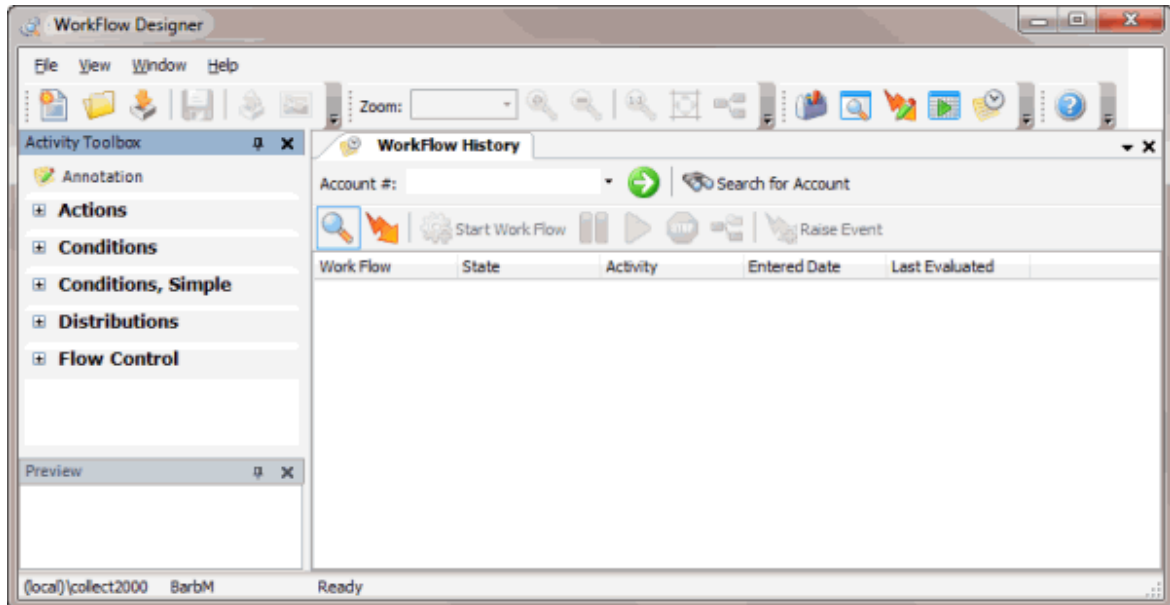 WorkFlow Designer
File View Window Help
Zoom:
Activity Toolbox
WorkFlow History
Annotation
Account #:
Search for Account
Actions
Start Work Flow
Raise Event
Conditions
Work Flow State Activity Entered Date Last Evaluated
Conditions, Simple
Distributions
Flow Control
Preview
(local)\collect2000 BarbM Ready